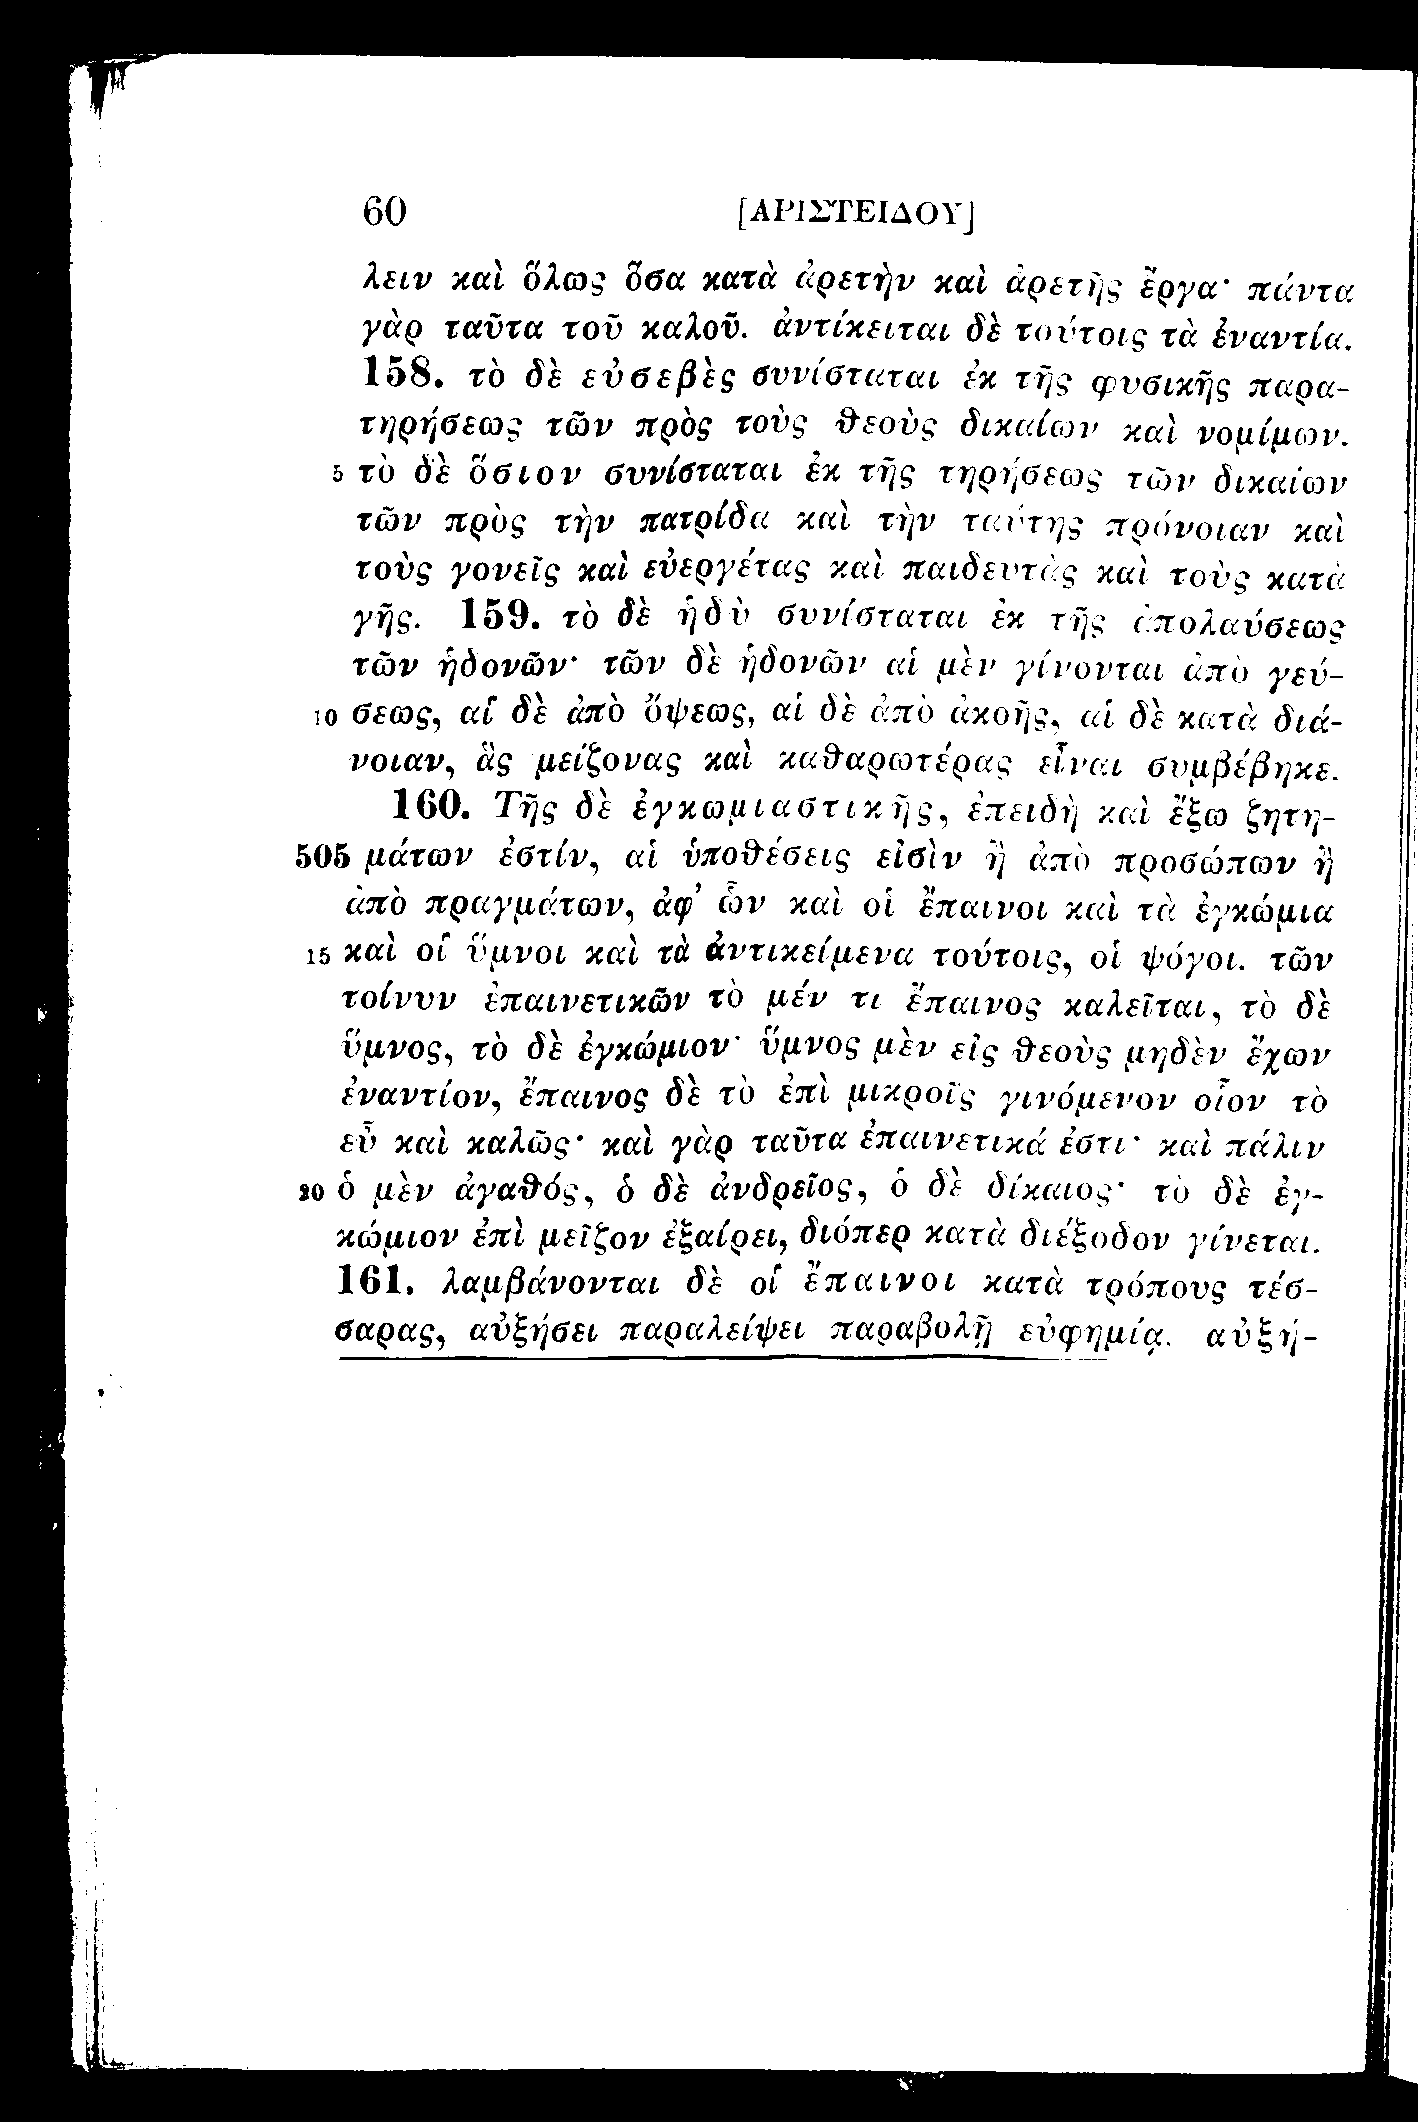 60 [ΑΡΙΣΤΕΙΔΟΥ]
λειν καὶ ὅλως ὅσα κατὰ ἀρετὴν καὶ ἀρετῆς ἔργα· πάντα
γὰρ ταῦτα τοῦ καλοῦ. ἀντίκειται δὲ τούτοις τὰ ἐναντία.
158. τὸ δὲ εὐσεβὲς συνίσταται ἐκ τῆς φυσικῆς παρα-
τηρήσεως τῶν πρὸς τοὺς θεοὺς δικαίων καὶ νομίμων.
5 τὸ δὲ ὅσιον συνίσταται ἐκ τῆς τηρήσεως τῶν δικαίων
τῶν πρὸς τὴν πατρίδα καὶ τὴν ταύτης πρόνοιαν καὶ
τοὺς γονεῖς καὶ εὐεργέτας καὶ παιδευτὰς καὶ τοὺς κατὰ
γῆς. 159. τὸ δὲ ἡδὺ συνίσταται ἐκ τῆς ἀπολαύσεως
τῶν ἡδονῶν· τῶν δὲ ἡδονῶν αἱ μὲν γίνονται ἀπὸ γεύ-
10 σεως, αἱ δὲ ἀπὸ ὄψεως, αἱ δὲ ἀπὸ ἀκοῆς, αἱ δὲ κατὰ διά-
νοιαν, ἃς μείζονας καὶ καθαρωτέρας εἶναι συμβέβηκε.
160. Τῆς δὲ ἐγκωμιαστικῆς, ἐπειδὴ καὶ ἔξω ζητη-
505 μάτων ἐστίν, αἱ ὑποθέσεις εἰσὶν ἢ ἀπὸ προσώπων ἢ
ἀπὸ πραγμάτων, ἀφ’ ὧν καὶ οἱ ἔπαινοι καὶ τὰ ἐγκώμια
15 καὶ οἱ ὕμνοι καὶ τὰ ἀντικείμενα τούτοις, οἱ ψόγοι. τῶν
τοίνυν ἐπαινετικῶν τὸ μέν τι ἔπαινος καλεῖται, τὸ δὲ
ὕμνος, τὸ δὲ ἐγκώμιον· ὕμνος μὲν εἰς θεοὺς μηδὲν ἔχων
ἐναντίον, ἔπαινος δὲ τὸ ἐπὶ μικροῖς γινόμενον οἷον τὸ
εὖ καὶ καλῶς· καὶ γὰρ ταῦτα ἐπαινετικά ἐστι· καὶ πάλιν
20 ὁ μὲν ἀγαθός, ὁ δὲ ἀνδρεῖος, ὁ δὲ δίκαιος· τὸ δὲ ἐγ-
κώμιον ἐπὶ μεῖζον ἐξαίρει, διόπερ κατὰ διέξοδον γίνεται.
161. λαμβάνονται δὲ οἱ ἔπαινοι κατὰ τρόπους τέσ-
σαρας, αὐξήσει παραλείψει παραβολῇ εὐφημίᾳ. αὐξή-